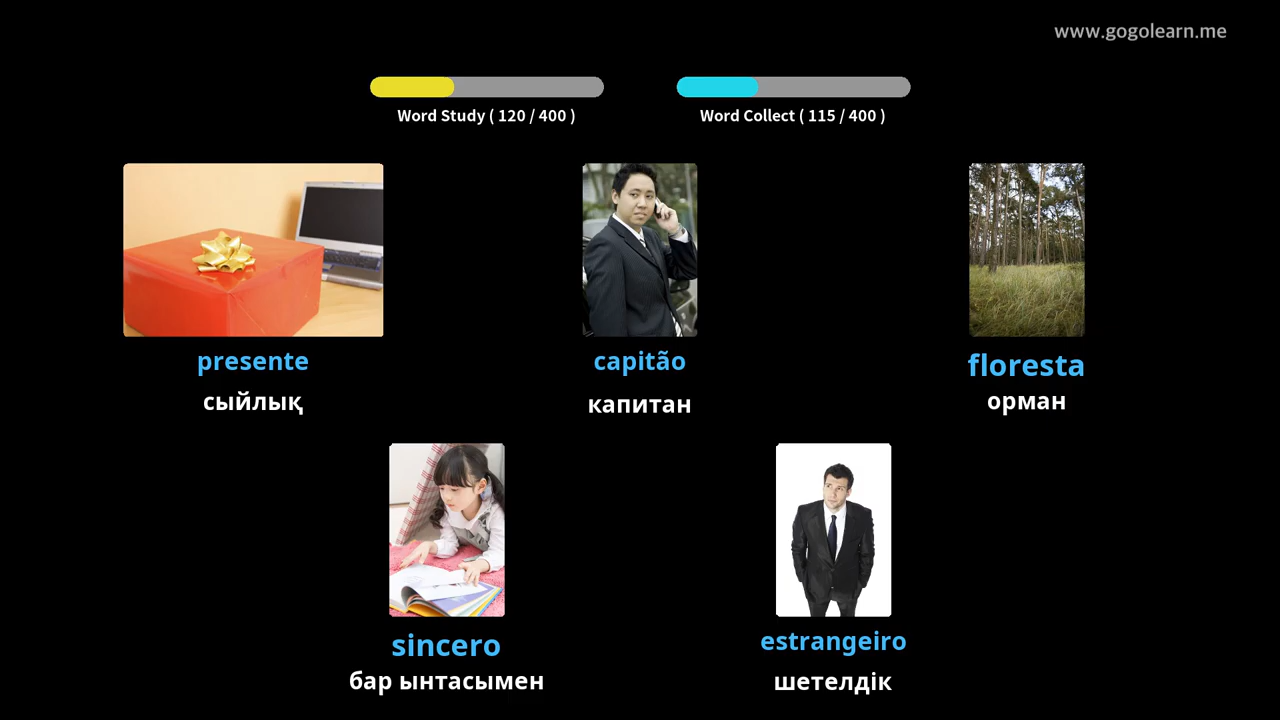 www.gogolearn.me
Word Study ( 120 / 400 )
Word Collect ( 115 / 400 )
presente
сыйлық
capitão
капитан
floresta
орман
sincero
бар ынтасымен
estrangeiro
шетелдік